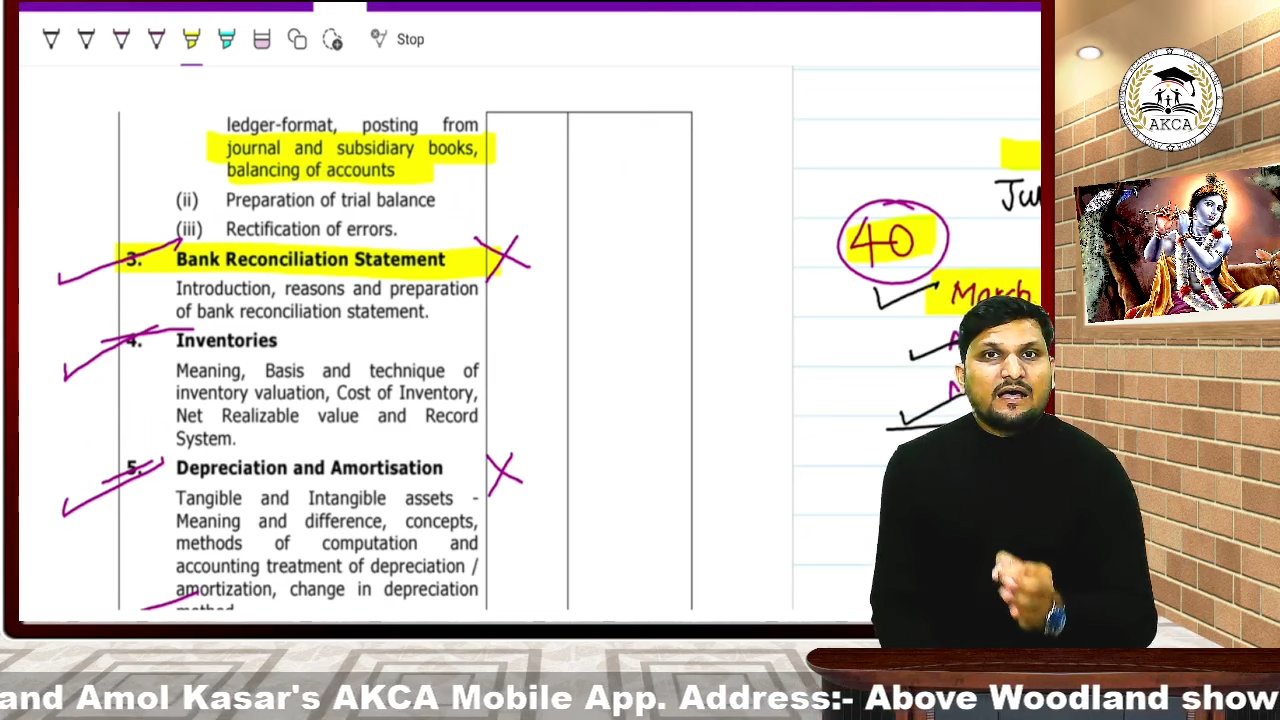 Stop
ledger-format, posting from
journal and subsidiary books,
balancing of accounts
(ii) Preparation of trial balance
(iii) Rectification of errors.
3. Bank Reconciliation Statement
Introduction, reasons and preparation
of bank reconciliation statement.
4. Inventories
Meaning, Basis and technique of
inventory valuation, Cost of Inventory,
Net Realizable value and Record
System.
5. Depreciation and Amortisation
Tangible and Intangible assets -
Meaning and difference, concepts,
methods of computation and
accounting treatment of depreciation /
amortization, change in depreciation
method
40
March
AKCA
and Amol Kasar's AKCA Mobile App. Address:- Above Woodland show